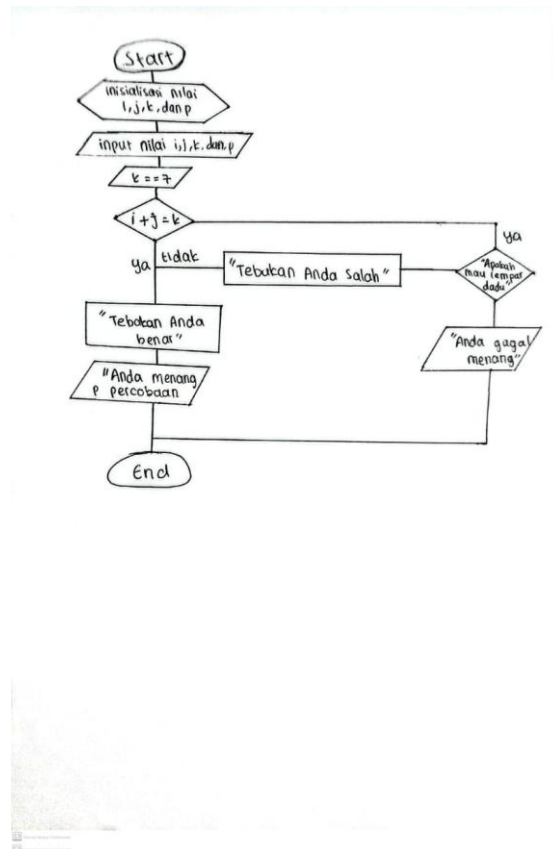 Start
inisialisasi nilai
i,j,k,dan p
input nilai i,j,k,dan,p
k==7
i+j=k
ya
tidak
ya
"Tebukan Anda Salah"
"Apakah
mau lempar
dadu"
"Tebakan Anda
benar"
"Anda gagal
menang"
"Anda menang
p percobaan
End